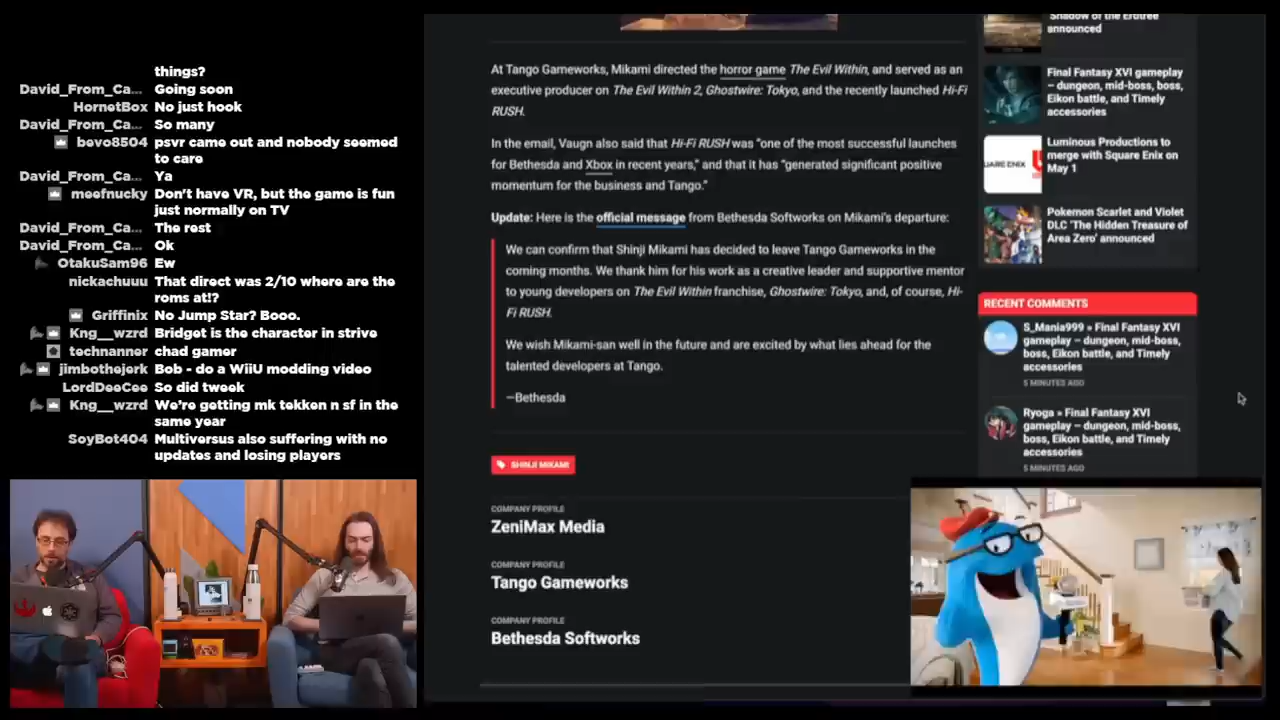 things?
David_From_Ca... Going soon
HornetBox No just hook
David_From_Ca... So many
bevo8504 psvr came out and nobody seemed
to care
David_From_Ca... Ya
meefnucky Don't have VR, but the game is fun
just normally on TV
David_From_Ca... The rest
David_From_Ca... Ok
OtakuSam96 Ew
nickachuuu That direct was 2/10 where are the
roms at!?
Griffinix No Jump Star? Booo.
Kng__wzrd Bridget is the character in strive
technanner chad gamer
jimbothejerk Bob - do a WiiU modding video
LordDeeCee So did tweek
Kng__wzrd We're getting mk tekken n sf in the
same year
SoyBot404 Multiversus also suffering with no
updates and losing players
At Tango Gameworks, Mikami directed the horror game The Evil Within, and served as an
executive producer on The Evil Within 2, Ghostwire: Tokyo, and the recently launched Hi-Fi
RUSH.
In the email, Vaugn also said that Hi-Fi RUSH was "one of the most successful launches
for Bethesda and Xbox in recent years," and that it has "generated significant positive
momentum for the business and Tango."
Update: Here is the official message from Bethesda Softworks on Mikami's departure:
We can confirm that Shinji Mikami has decided to leave Tango Gameworks in the
coming months. We thank him for his work as a creative leader and supportive mentor
to young developers on The Evil Within franchise, Ghostwire: Tokyo, and, of course, Hi-
Fi RUSH.
We wish Mikami-san well in the future and are excited by what lies ahead for the
talented developers at Tango.
—Bethesda
SHINJI MIKAMI
COMPANY PROFILE
ZeniMax Media
COMPANY PROFILE
Tango Gameworks
COMPANY PROFILE
Bethesda Softworks
Shadow of the Erdtree
announced
Final Fantasy XVI gameplay
– dungeon, mid-boss, boss,
Eikon battle, and Timely
accessories
UARE ENIX
Luminous Productions to
merge with Square Enix on
May 1
Pokemon Scarlet and Violet
DLC 'The Hidden Treasure of
Area Zero' announced
RECENT COMMENTS
S_Mania999 » Final Fantasy XVI
gameplay – dungeon, mid-boss,
boss, Eikon battle, and Timely
accessories
5 MINUTES AGO
Ryoga » Final Fantasy XVI
gameplay – dungeon, mid-boss,
boss, Eikon battle, and Timely
accessories
5 MINUTES AGO